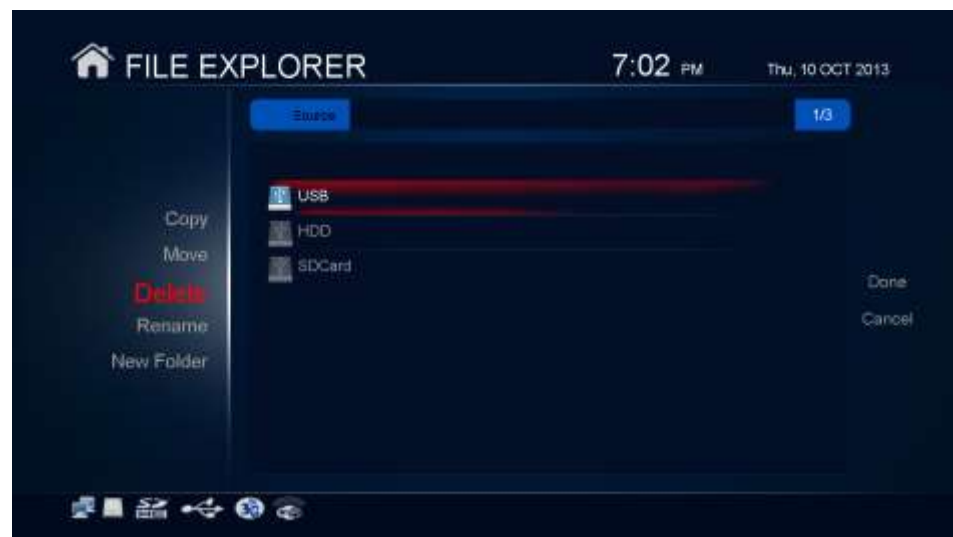 FILE EXPLORER
7:02 PM
Thu, 10 OCT 2013
Source
1/3
USB
HDD
SDCard
Copy
Move
Delete
Rename
New Folder
Done
Cancel
3G